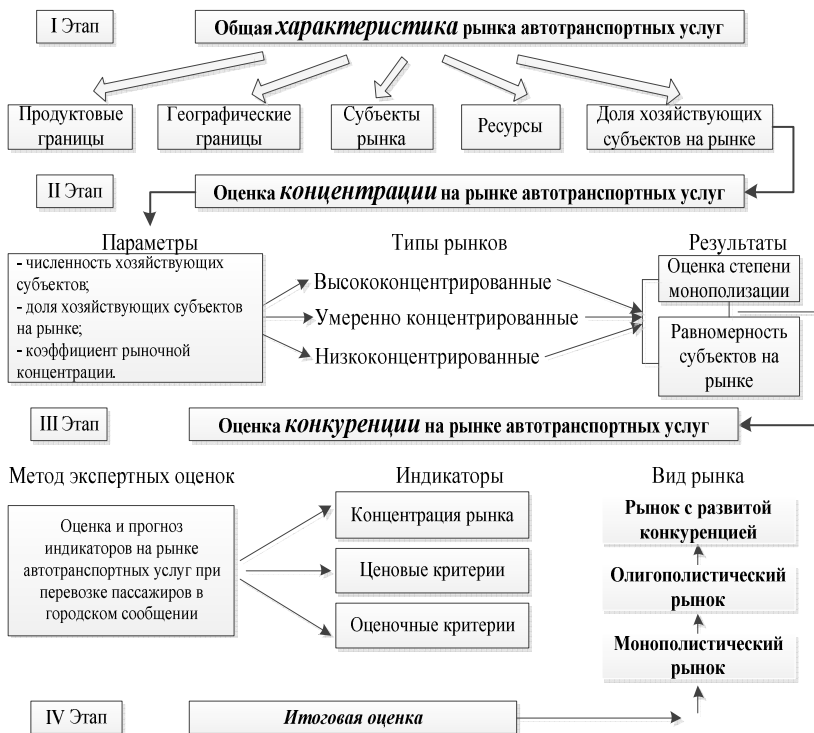 I Этап
Общая характеристика рынка автотранспортных услуг
Продуктовые
границы
Географические
границы
Субъекты
рынка
Ресурсы
Доля хозяйствующих
субъектов на рынке
II Этап
Оценка концентрации на рынке автотранспортных услуг
Параметры
- численность хозяйствующих
субъектов;
- доля хозяйствующих субъектов
на рынке;
- коэффициент рыночной
концентрации.
Типы рынков
Высококонцентрированные
Умеренно концентрированные
Низкоконцентрированные
Результаты
Оценка степени
монополизации
Равномерность
субъектов на
рынке
III Этап
Оценка конкуренции на рынке автотранспортных услуг
Метод экспертных оценок
Оценка и прогноз
индикаторов на рынке
автотранспортных услуг при
перевозке пассажиров в
городском сообщении
Индикаторы
Концентрация рынка
Ценовые критерии
Оценочные критерии
Вид рынка
Рынок с развитой
конкуренцией
Олигополистический
рынок
Монополистический
рынок
IV Этап
Итоговая оценка